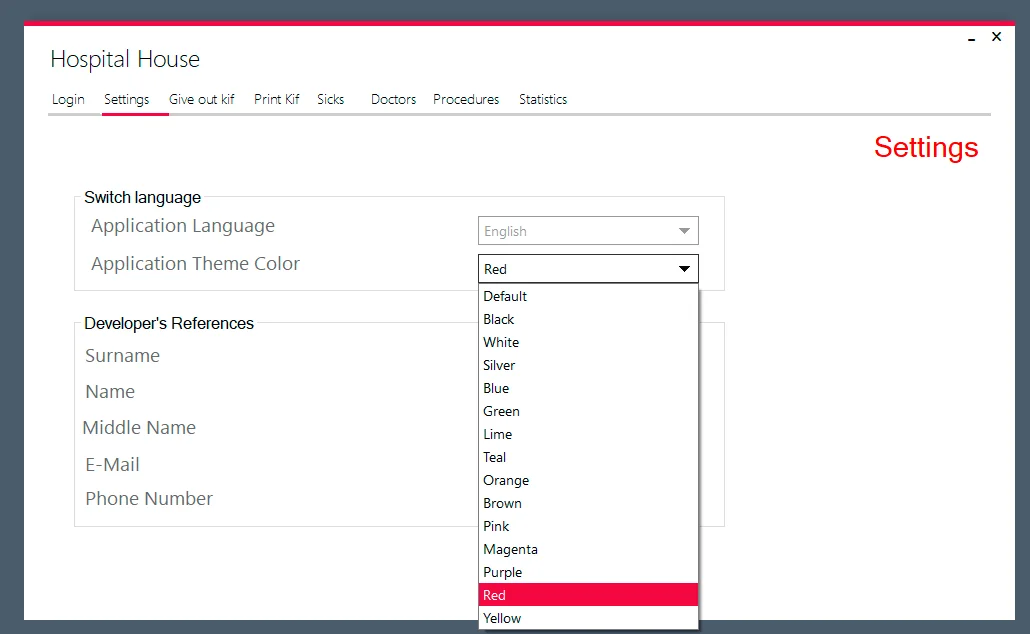 Hospital House
Login Settings Give out kif Print Kif Sicks Doctors Procedures Statistics
Settings
Switch language
Application Language English
Application Theme Color Red
Default
Black
White
Silver
Blue
Green
Lime
Teal
Orange
Brown
Pink
Magenta
Purple
Red
Yellow
Developer's References
Surname
Name
Middle Name
E-Mail
Phone Number